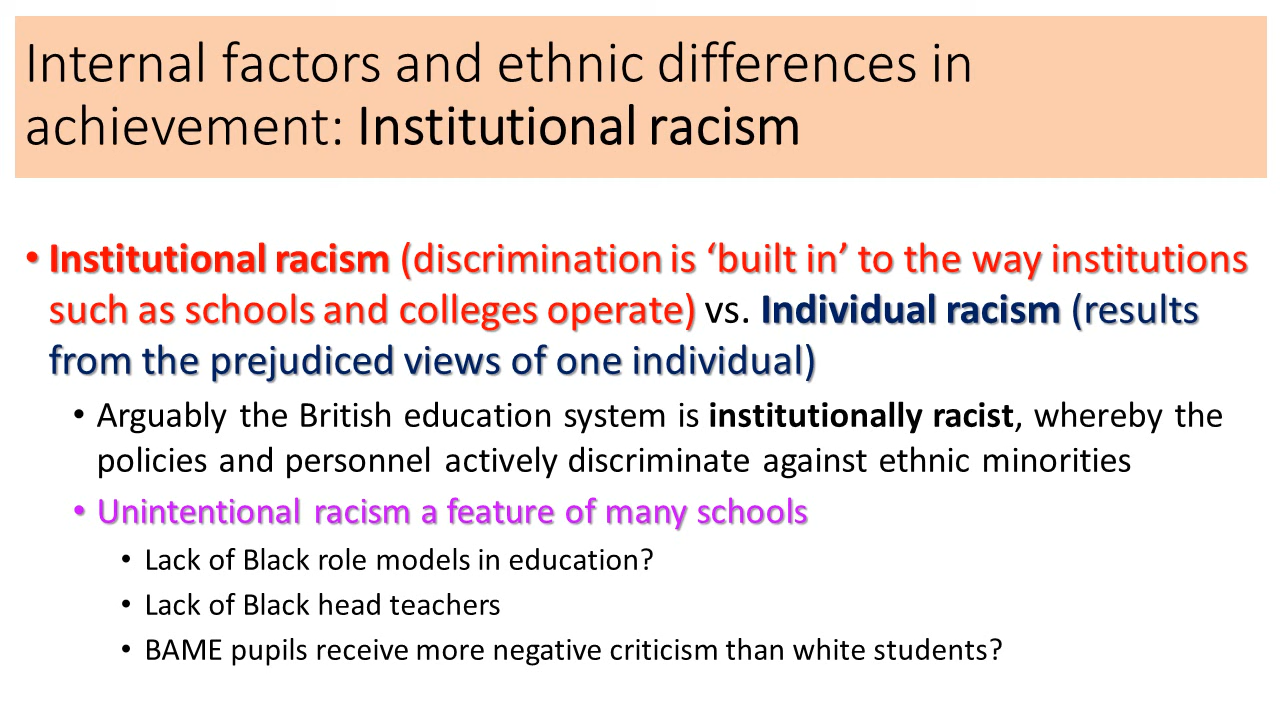 Internal factors and ethnic differences in
achievement: Institutional racism
• Institutional racism (discrimination is ‘built in’ to the way institutions
such as schools and colleges operate) vs. Individual racism (results
from the prejudiced views of one individual)
• Arguably the British education system is institutionally racist, whereby the
policies and personnel actively discriminate against ethnic minorities
• Unintentional racism a feature of many schools
• Lack of Black role models in education?
• Lack of Black head teachers
• BAME pupils receive more negative criticism than white students?